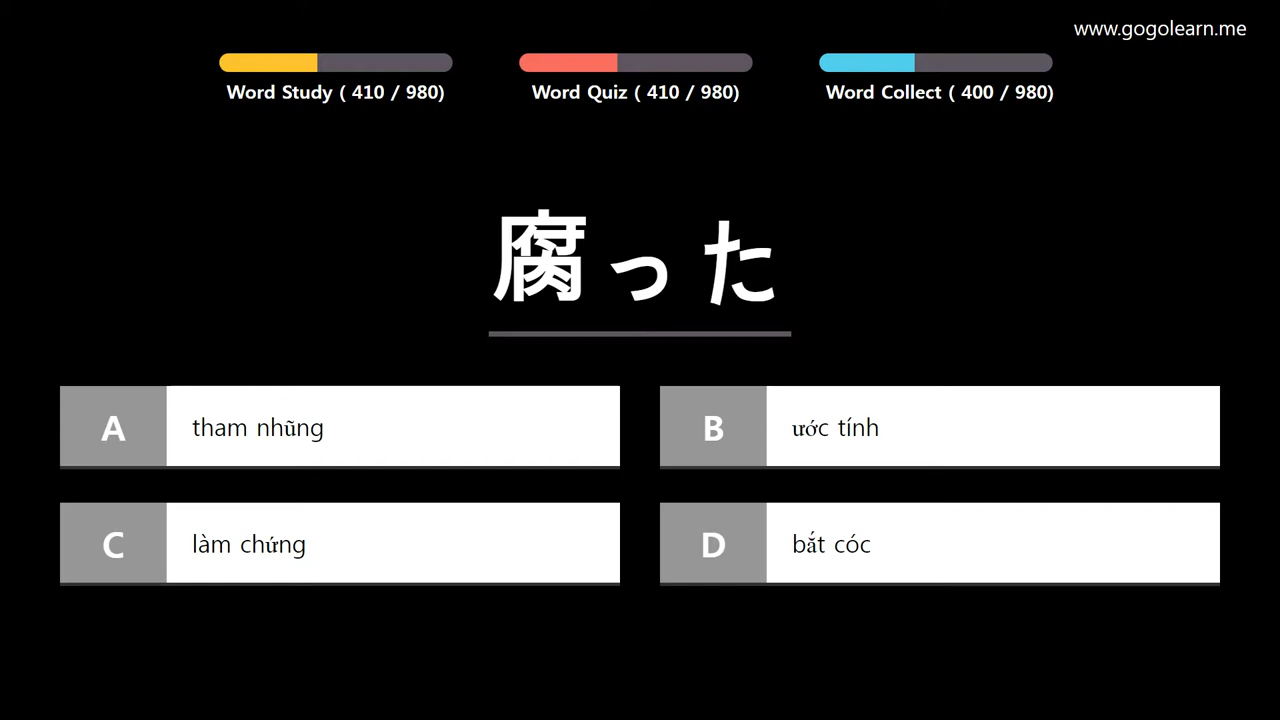 www.gogolearn.me
Word Study ( 410 / 980)
Word Quiz ( 410 / 980)
Word Collect ( 400 / 980)
腐った
A tham nhũng
B ước tính
C làm chứng
D bắt cóc